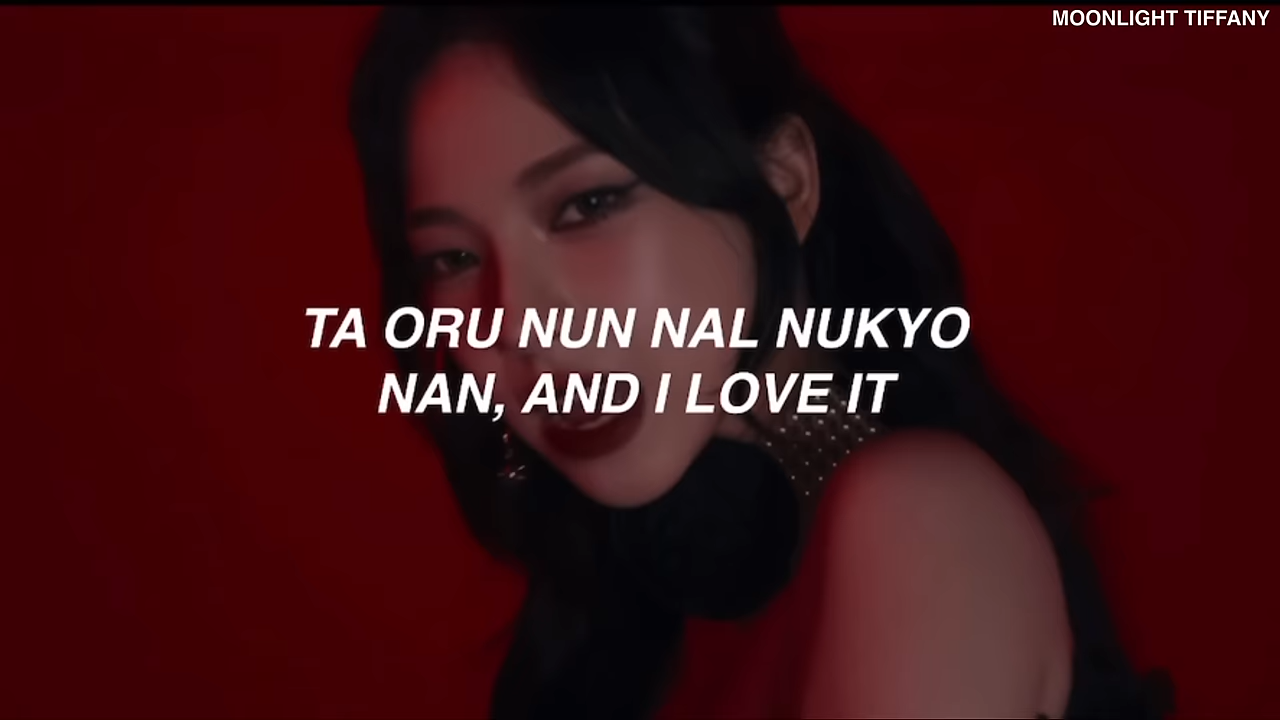 MOONLIGHT TIFFANY
TA ORU NUN NAL NUKYO
NAN, AND I LOVE IT